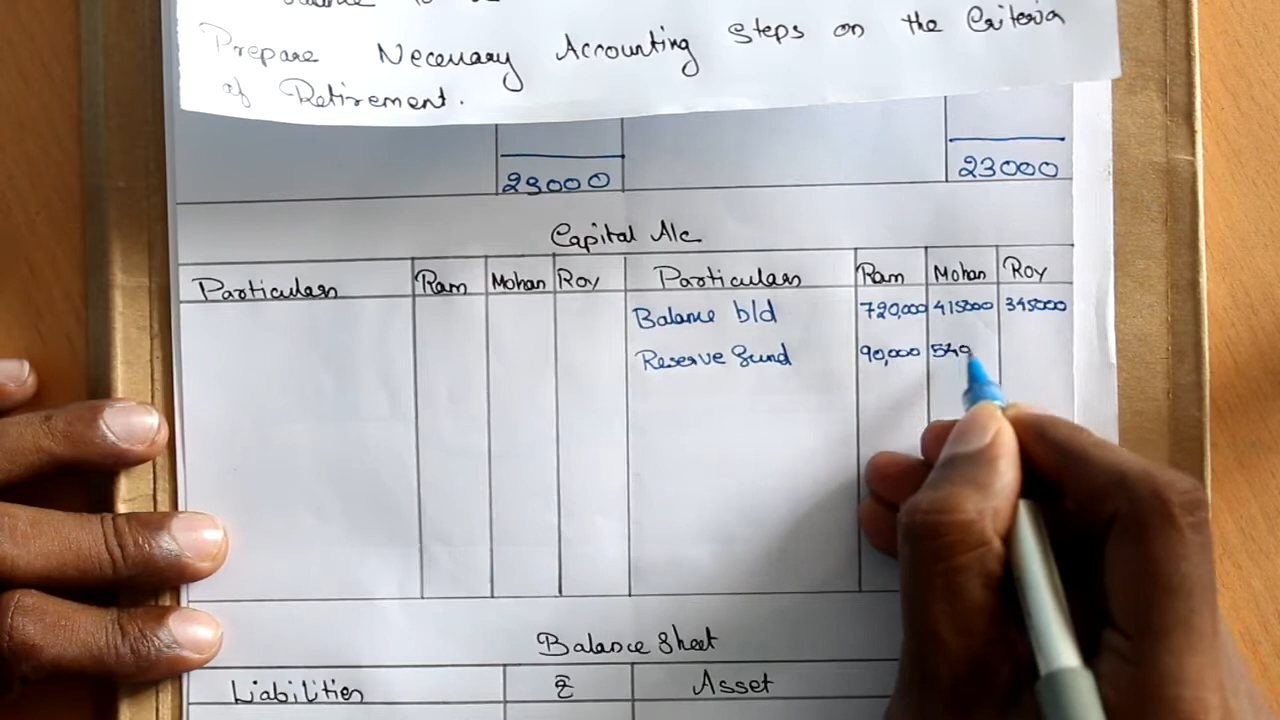 Prepare Necessary Accounting steps on the Criteria
of Retirement.
23000 23000
Capital A/c
Particulars Ram Mohan Roy Particulars Ram Mohan Roy
Balance b/d 720,000 415000 345000
Reserve fund 90,000 540
Balance Sheet
Liabilities ₹ Asset